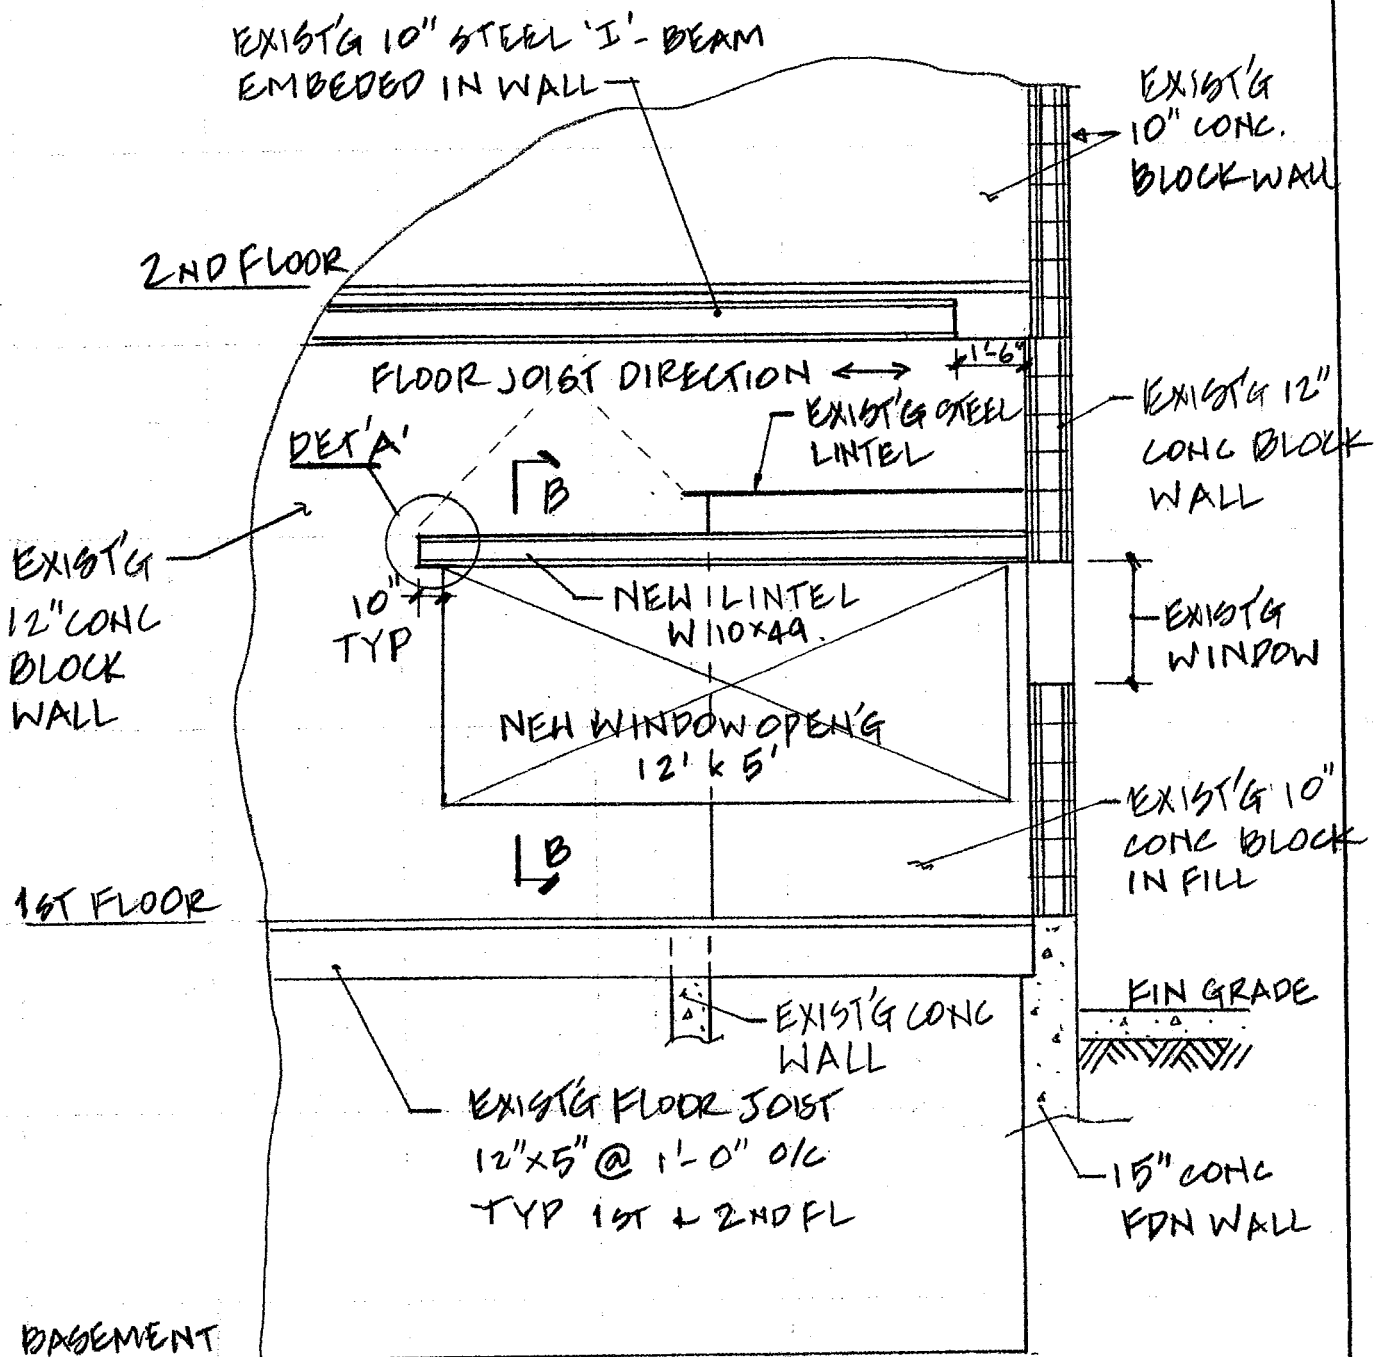 EXIST'G 10" STEEL 'I'-BEAM
EMBEDED IN WALL
EXIST'G
10" CONC.
BLOCK WALL
2ND FLOOR
1'-6"
FLOOR JOIST DIRECTION
EXIST'G STEEL
LINTEL
EXIST'G 12"
CONC BLOCK
WALL
DET 'A'
B
EXIST'G
12" CONC
BLOCK
WALL
10"
TYP
NEW LINTEL
W 10x49.
EXIST'G
WINDOW
NEW WINDOW OPEN'G
12' x 5'
EXIST'G 10"
CONC BLOCK
IN FILL
B
1ST FLOOR
FIN GRADE
EXIST'G CONC
WALL
EXIST'G FLOOR JOIST
12"x5" @ 1'-0" O/C
TYP 1ST & 2ND FL
15" CONC
FDN WALL
BASEMENT